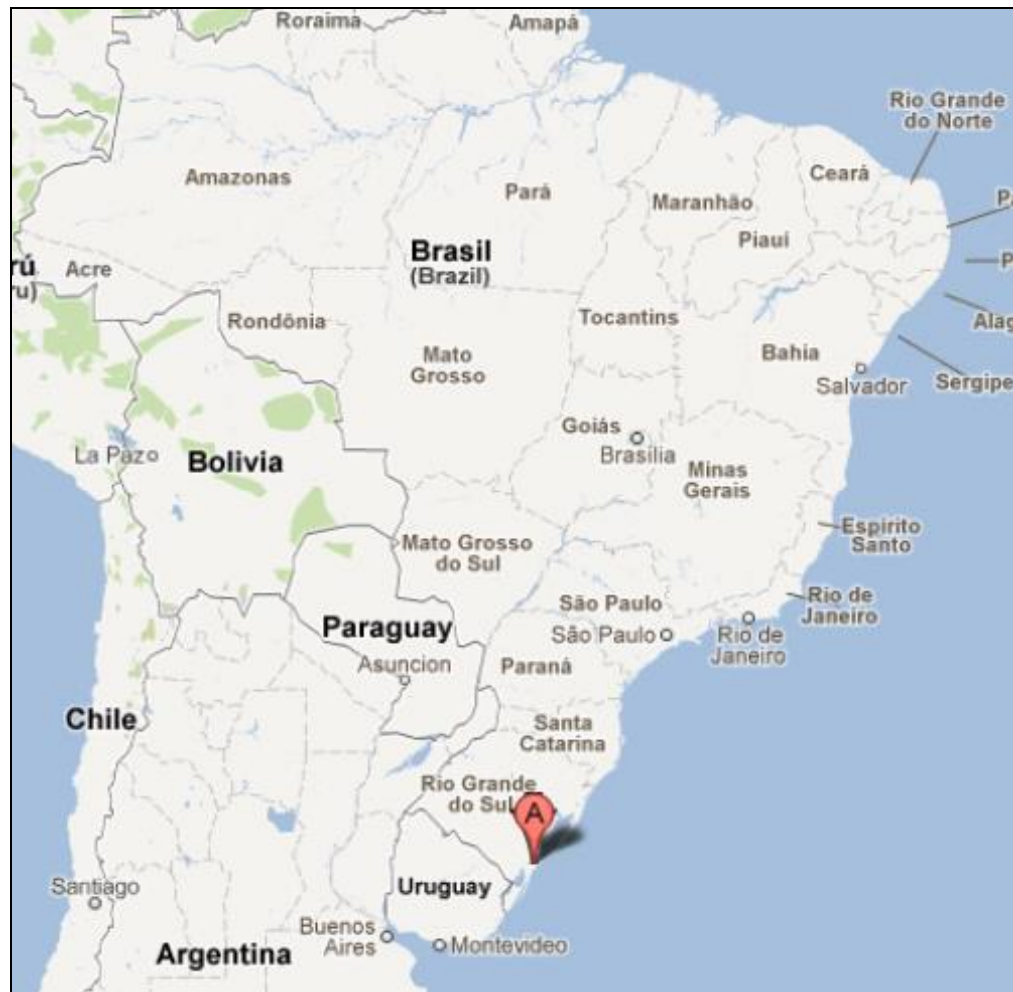 Roraima
Amapá
Rio Grande
do Norte
Ceará
Amazonas
Pará
Maranhão
Piauí
Brasil
(Brazil)
Acre
Rondônia
Tocantins
Alag
Mato
Grosso
Bahia
Salvador
Sergipe
Goiás
Brasília
La Paz
Bolivia
Minas
Gerais
Mato Grosso
do Sul
Espirito
Santo
São Paulo
Rio de
Janeiro
Paraguay
São Paulo
Rio de
Janeiro
Asuncion
Paraná
Chile
Santa
Catarina
Rio Grande
do Sul
A
Uruguay
Santiago
Buenos
Aires
Montevideo
Argentina